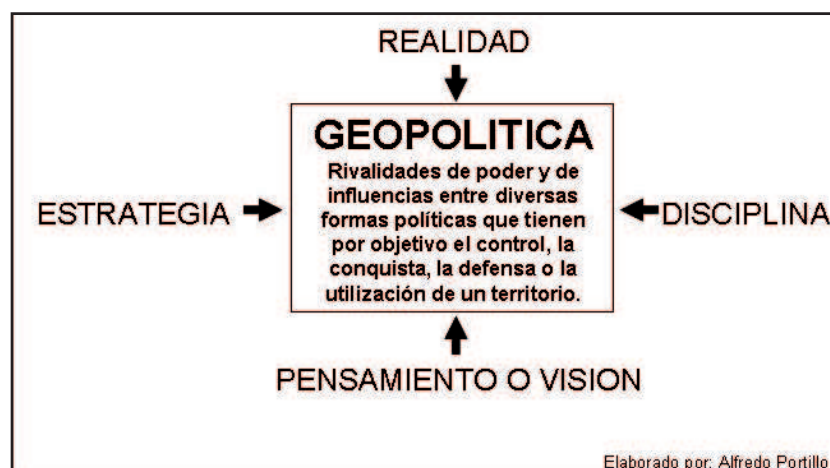 REALIDAD
GEOPOLITICA
Rivalidades de poder y de
influencias entre diversas
formas políticas que tienen
por objetivo el control, la
conquista, la defensa o la
utilización de un territorio.
ESTRATEGIA
DISCIPLINA
PENSAMIENTO O VISION
Elaborado por: Alfredo Portillo